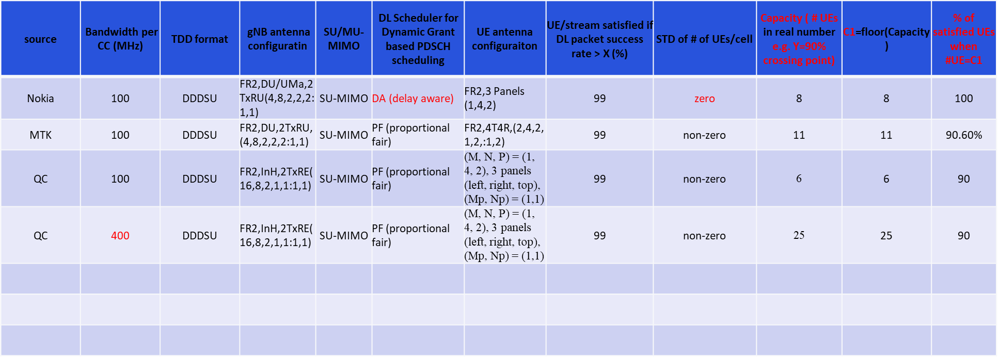 source
Bandwidth per
CC (MHz)
TDD format
gNB antenna
configuratin
SU/MU-
MIMO
DL Scheduler for
Dynamic Grant
based PDSCH
scheduling
UE antenna
configuraiton
UE/stream satisfied if
DL packet success
rate > X (%)
STD of # of UEs/cell
Capacity ( # UEs
in real number
e.g. Y=90%
crossing point)
C1=floor(Capacity
)
% of
satisfied UEs
when
#UE=C1
Nokia
100
DDDSU
FR2,DU/UMa,2
TxRU(4,8,2,2,2:
1,1)
SU-MIMO
DA (delay aware)
FR2,3 Panels
(1,4,2)
99
zero
8
8
100
MTK
100
DDDSU
FR2,DU,2TxRU,
(4,8,2,2,2:1,1)
SU-MIMO
PF (proportional
fair)
FR2,4T4R,(2,4,2,
1,2,:1,2)
99
non-zero
11
11
90.60%
QC
100
DDDSU
FR2,InH,2TxRE(
16,8,2,1,1:1,1)
SU-MIMO
PF (proportional
fair)
(M, N, P) = (1,
4, 2), 3 panels
(left, right, top),
(Mp, Np) = (1,1)
99
non-zero
6
6
90
QC
400
DDDSU
FR2,InH,2TxRE(
16,8,2,1,1:1,1)
SU-MIMO
PF (proportional
fair)
(M, N, P) = (1,
4, 2), 3 panels
(left, right, top),
(Mp, Np) = (1,1)
99
non-zero
25
25
90